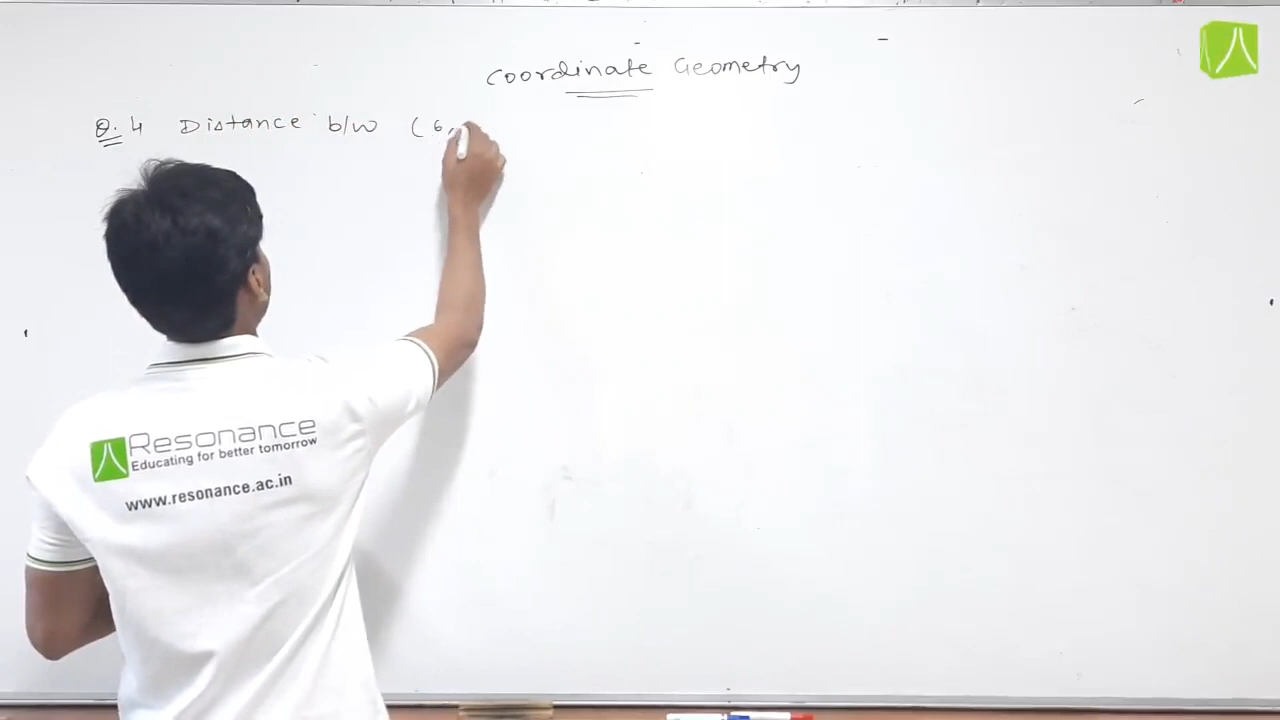 Coordinate Geometry
Q. 4 Distance b/w (6,
Resonance
Educating for better tomorrow
www.resonance.ac.in